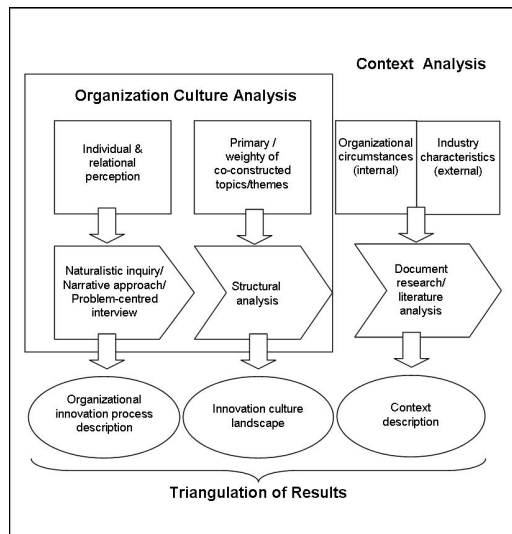 Context Analysis
Organization Culture Analysis
Individual &
relational
perception
Primary /
weighty of
co-constructed
topics/themes
Organizational
circumstances
(internal)
Industry
characteristics
(external)
Naturalistic inquiry/
Narrative approach/
Problem-centred
interview
Structural
analysis
Document
research/
literature
analysis
Organizational
innovation process
description
Innovation culture
landscape
Context
description
Triangulation of Results